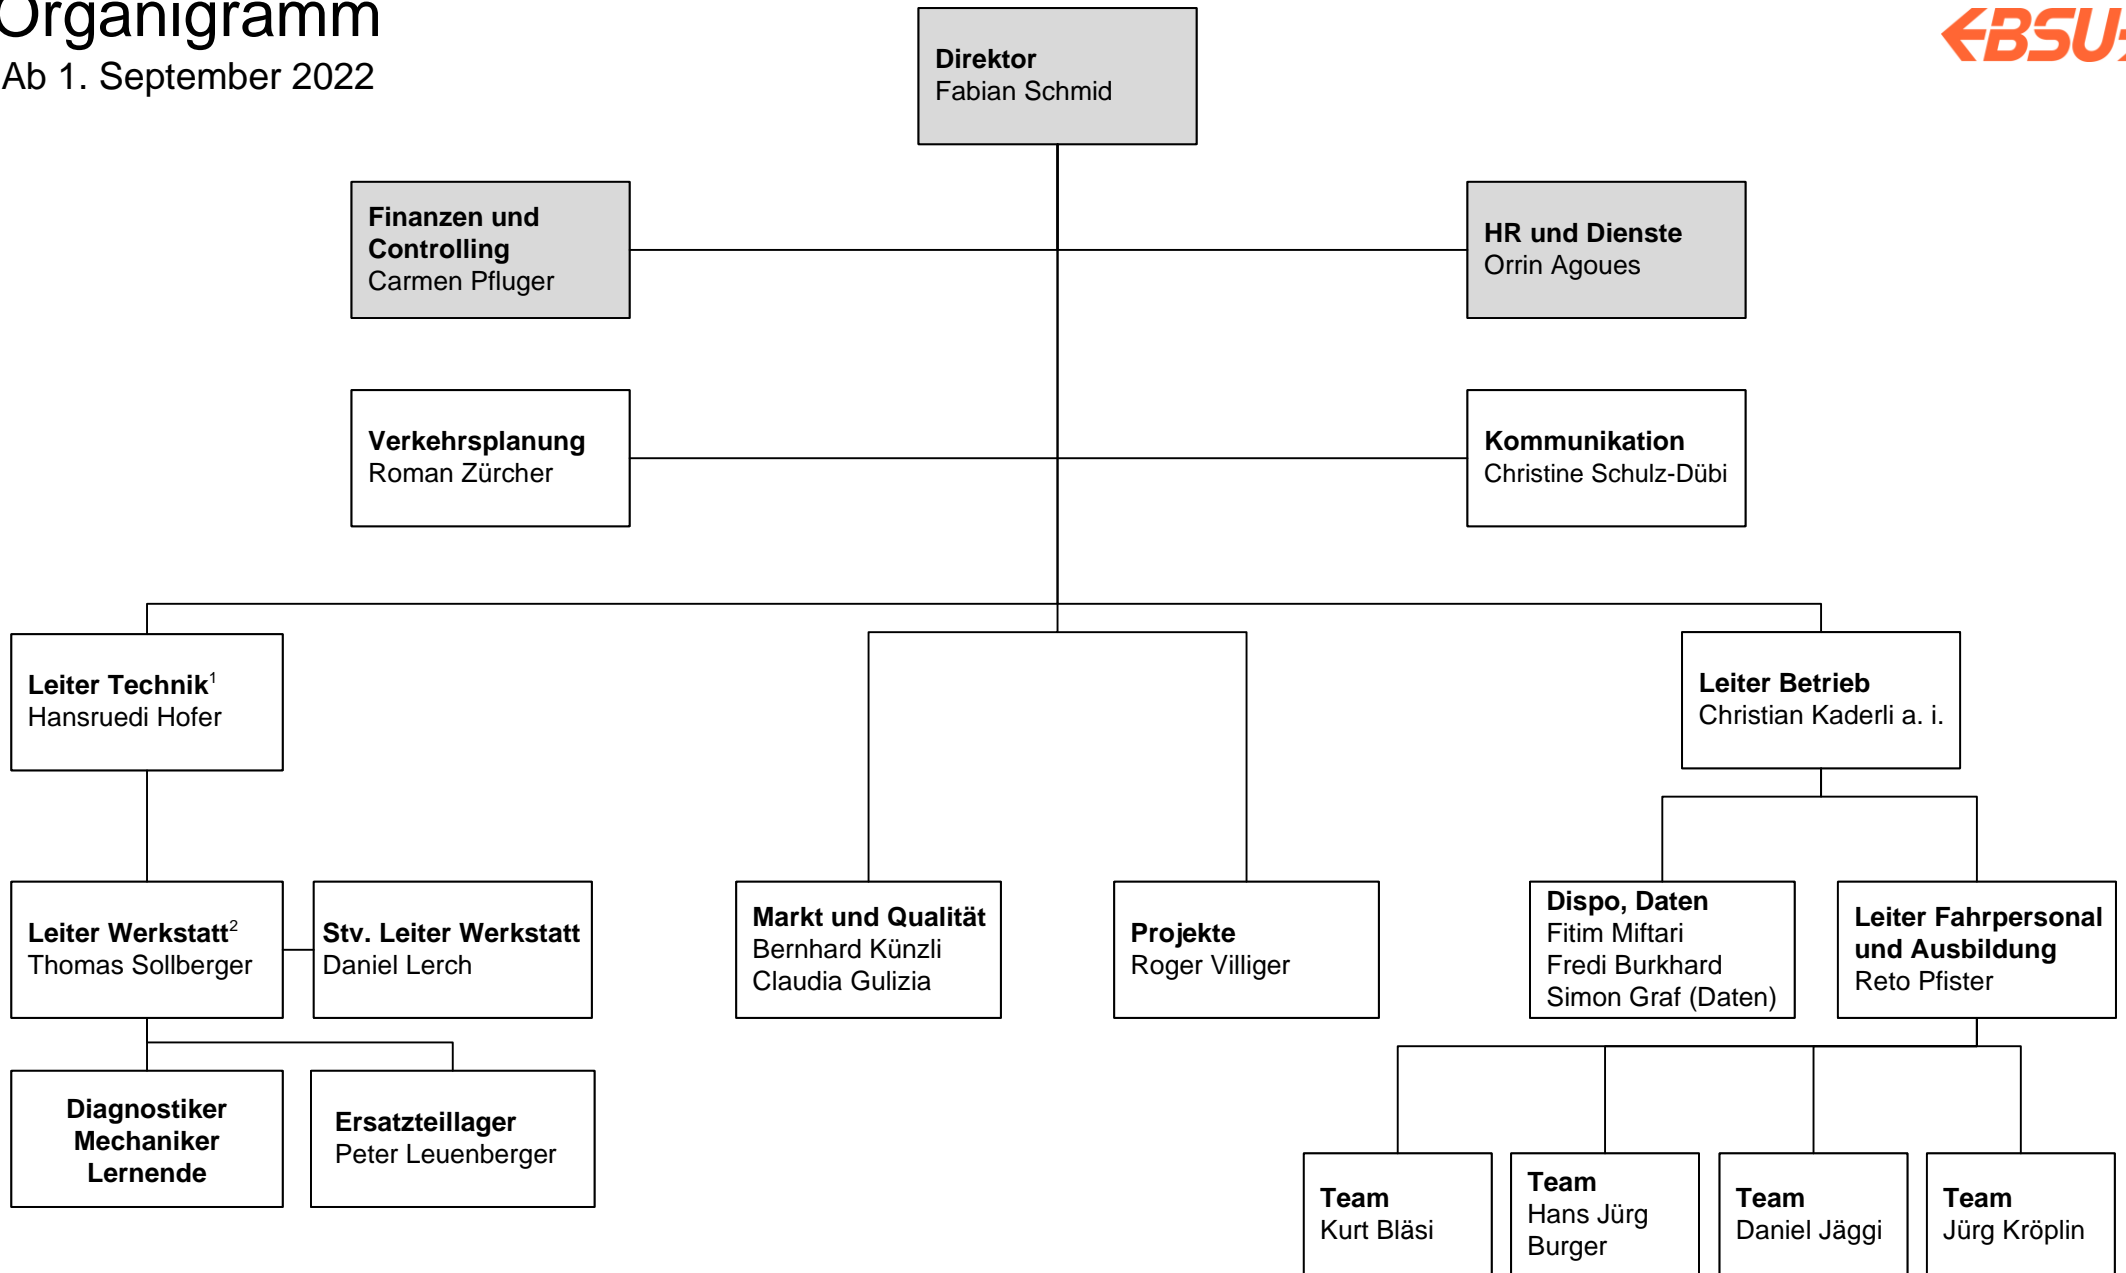 Organigramm
Ab 1. September 2022
BSU
Direktor
Fabian Schmid
Finanzen und
Controlling
Carmen Pfluger
HR und Dienste
Orrin Agoues
Verkehrsplanung
Roman Zürcher
Kommunikation
Christine Schulz-Dübi
Leiter Technik¹
Hansruedi Hofer
Leiter Betrieb
Christian Kaderli a. i.
Leiter Werkstatt²
Thomas Sollberger
Stv. Leiter Werkstatt
Daniel Lerch
Markt und Qualität
Bernhard Künzli
Claudia Gulizia
Projekte
Roger Villiger
Dispo, Daten
Fitim Miftari
Fredi Burkhard
Simon Graf (Daten)
Leiter Fahrpersonal
und Ausbildung
Reto Pfister
Diagnostiker
Mechaniker
Lernende
Ersatzteillager
Peter Leuenberger
Team
Kurt Bläsi
Team
Hans Jürg
Burger
Team
Daniel Jäggi
Team
Jürg Kröplin